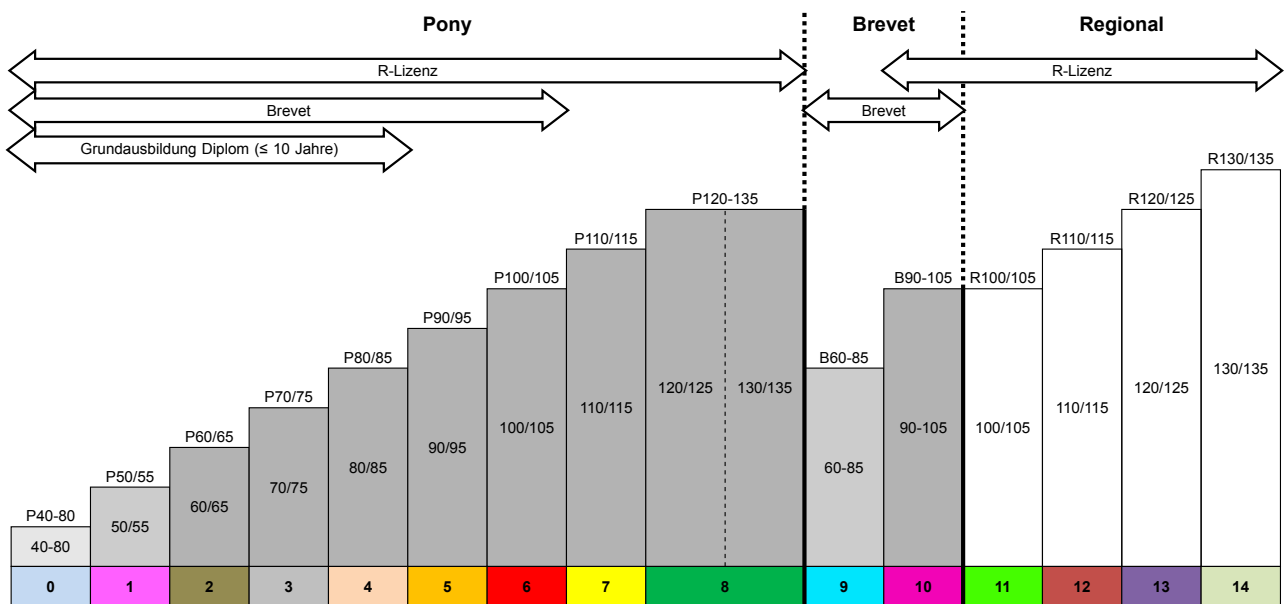 Pony
Brevet
Regional
R-Lizenz
R-Lizenz
Brevet
Brevet
Grundausbildung Diplom (≤ 10 Jahre)
R130/135
P120-135
R120/125
P110/115
R110/115
P100/105
B90-105
R100/105
P90/95
P80/85
B60-85
P70/75
P60/65
P50/55
P40-80
40-80
50/55
60/65
70/75
80/85
90/95
100/105
110/115
120/125
130/135
60-85
90-105
100/105
110/115
120/125
130/135
0 1 2 3 4 5 6 7 8 9 10 11 12 13 14